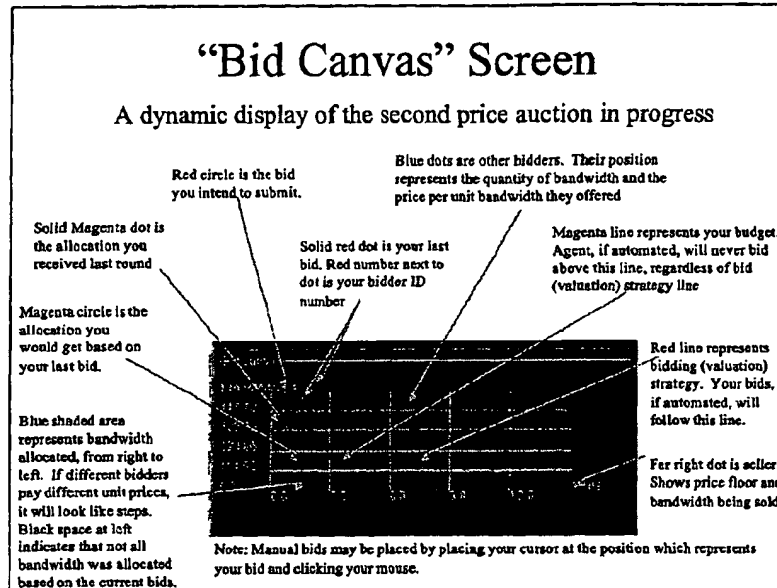 “Bid Canvas” Screen
A dynamic display of the second price auction in progress
Red circle is the bid
you intend to submit.
Blue dots are other bidders. Their position
represents the quantity of bandwidth and the
price per unit bandwidth they offered
Solid Magenta dot is
the allocation you
received last round
Solid red dot is your last
bid. Red number next to
dot is your bidder ID
number
Magenta line represents your budget.
Agent, if automated, will never bid
above this line, regardless of bid
(valuation) strategy line
Magenta circle is the
allocation you
would get based on
your last bid.
Red line represents
bidding (valuation)
strategy. Your bids,
if automated, will
follow this line.
Blue shaded area
represents bandwidth
allocated, from right to
left. If different bidders
pay different unit prices,
it will look like steps.
Black space at left
indicates that not all
bandwidth was allocated
based on the current bids.
Far right dot is seller
Shows price floor and
bandwidth being sold
Note: Manual bids may be placed by placing your cursor at the position which represents
your bid and clicking your mouse.